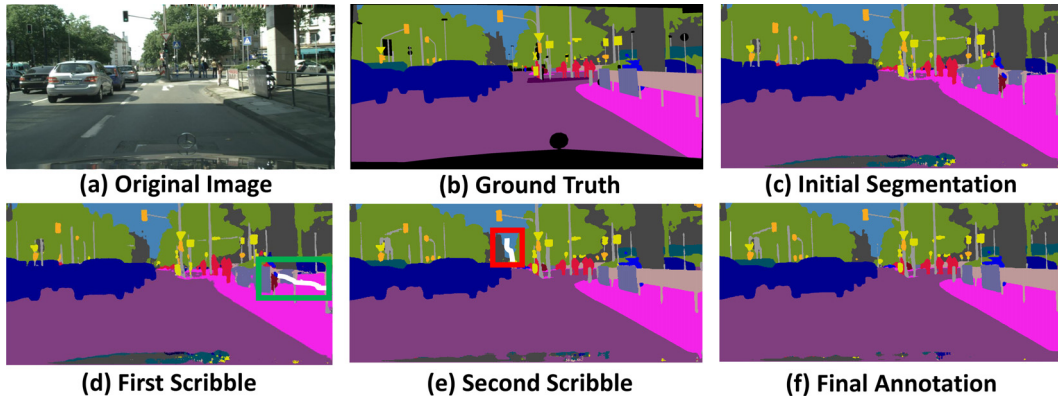 (a) Original Image
(b) Ground Truth
(c) Initial Segmentation
(d) First Scribble
(e) Second Scribble
(f) Final Annotation